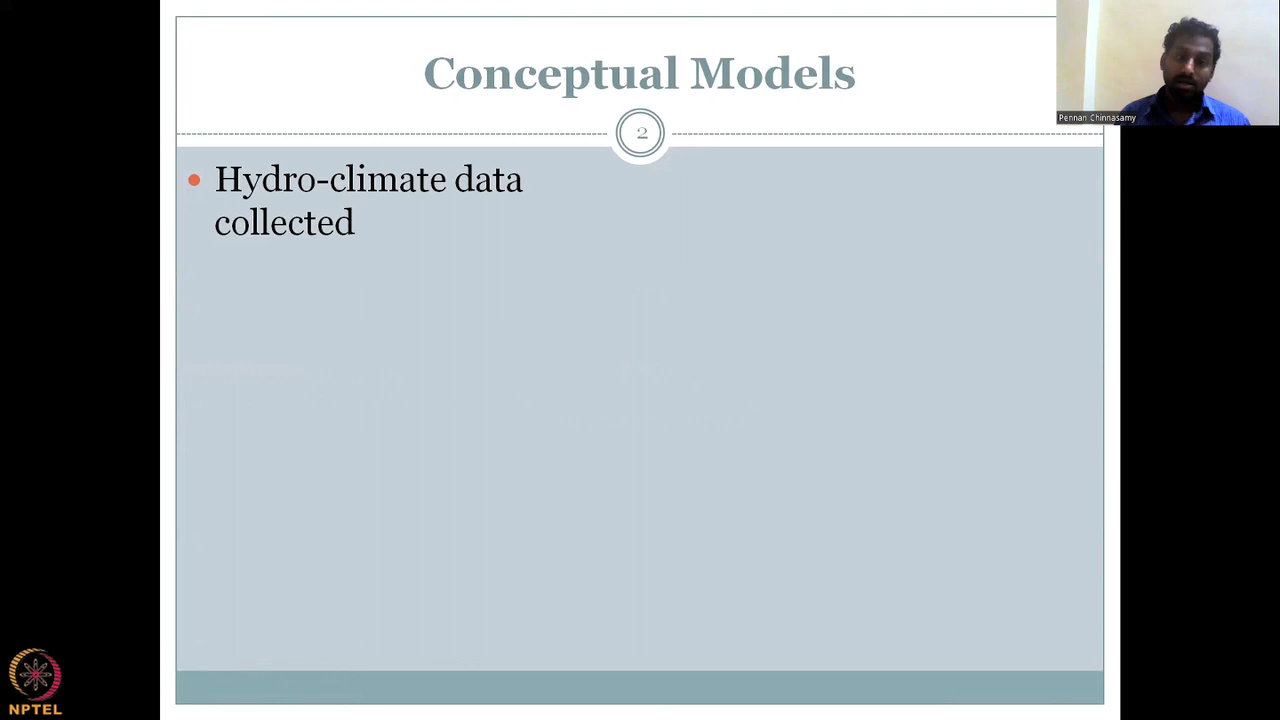 Conceptual Models
Pennan Chinnasamy
2
Hydro-climate data
collected
NPTEL